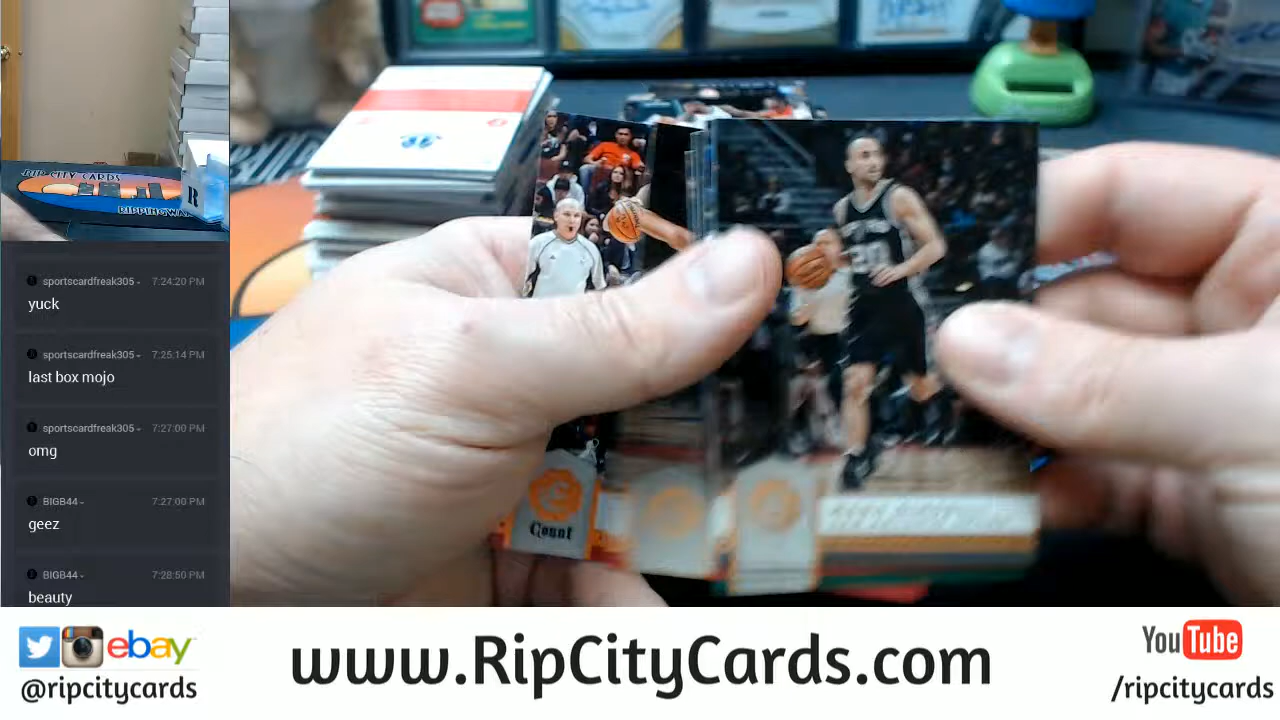 RIP CITY CARDS
R
sportscardfreak305 - 7:24:20 PM
yuck
sportscardfreak305 - 7:25:14 PM
last box mojo
sportscardfreak305 - 7:27:00 PM
omg
BIGB44 - 7:27:00 PM
geez
BIGB44 - 7:28:50 PM
beauty
20
Count
ebay
@ripcitycards
www.RipCityCards.com
YouTube
/ripcitycards